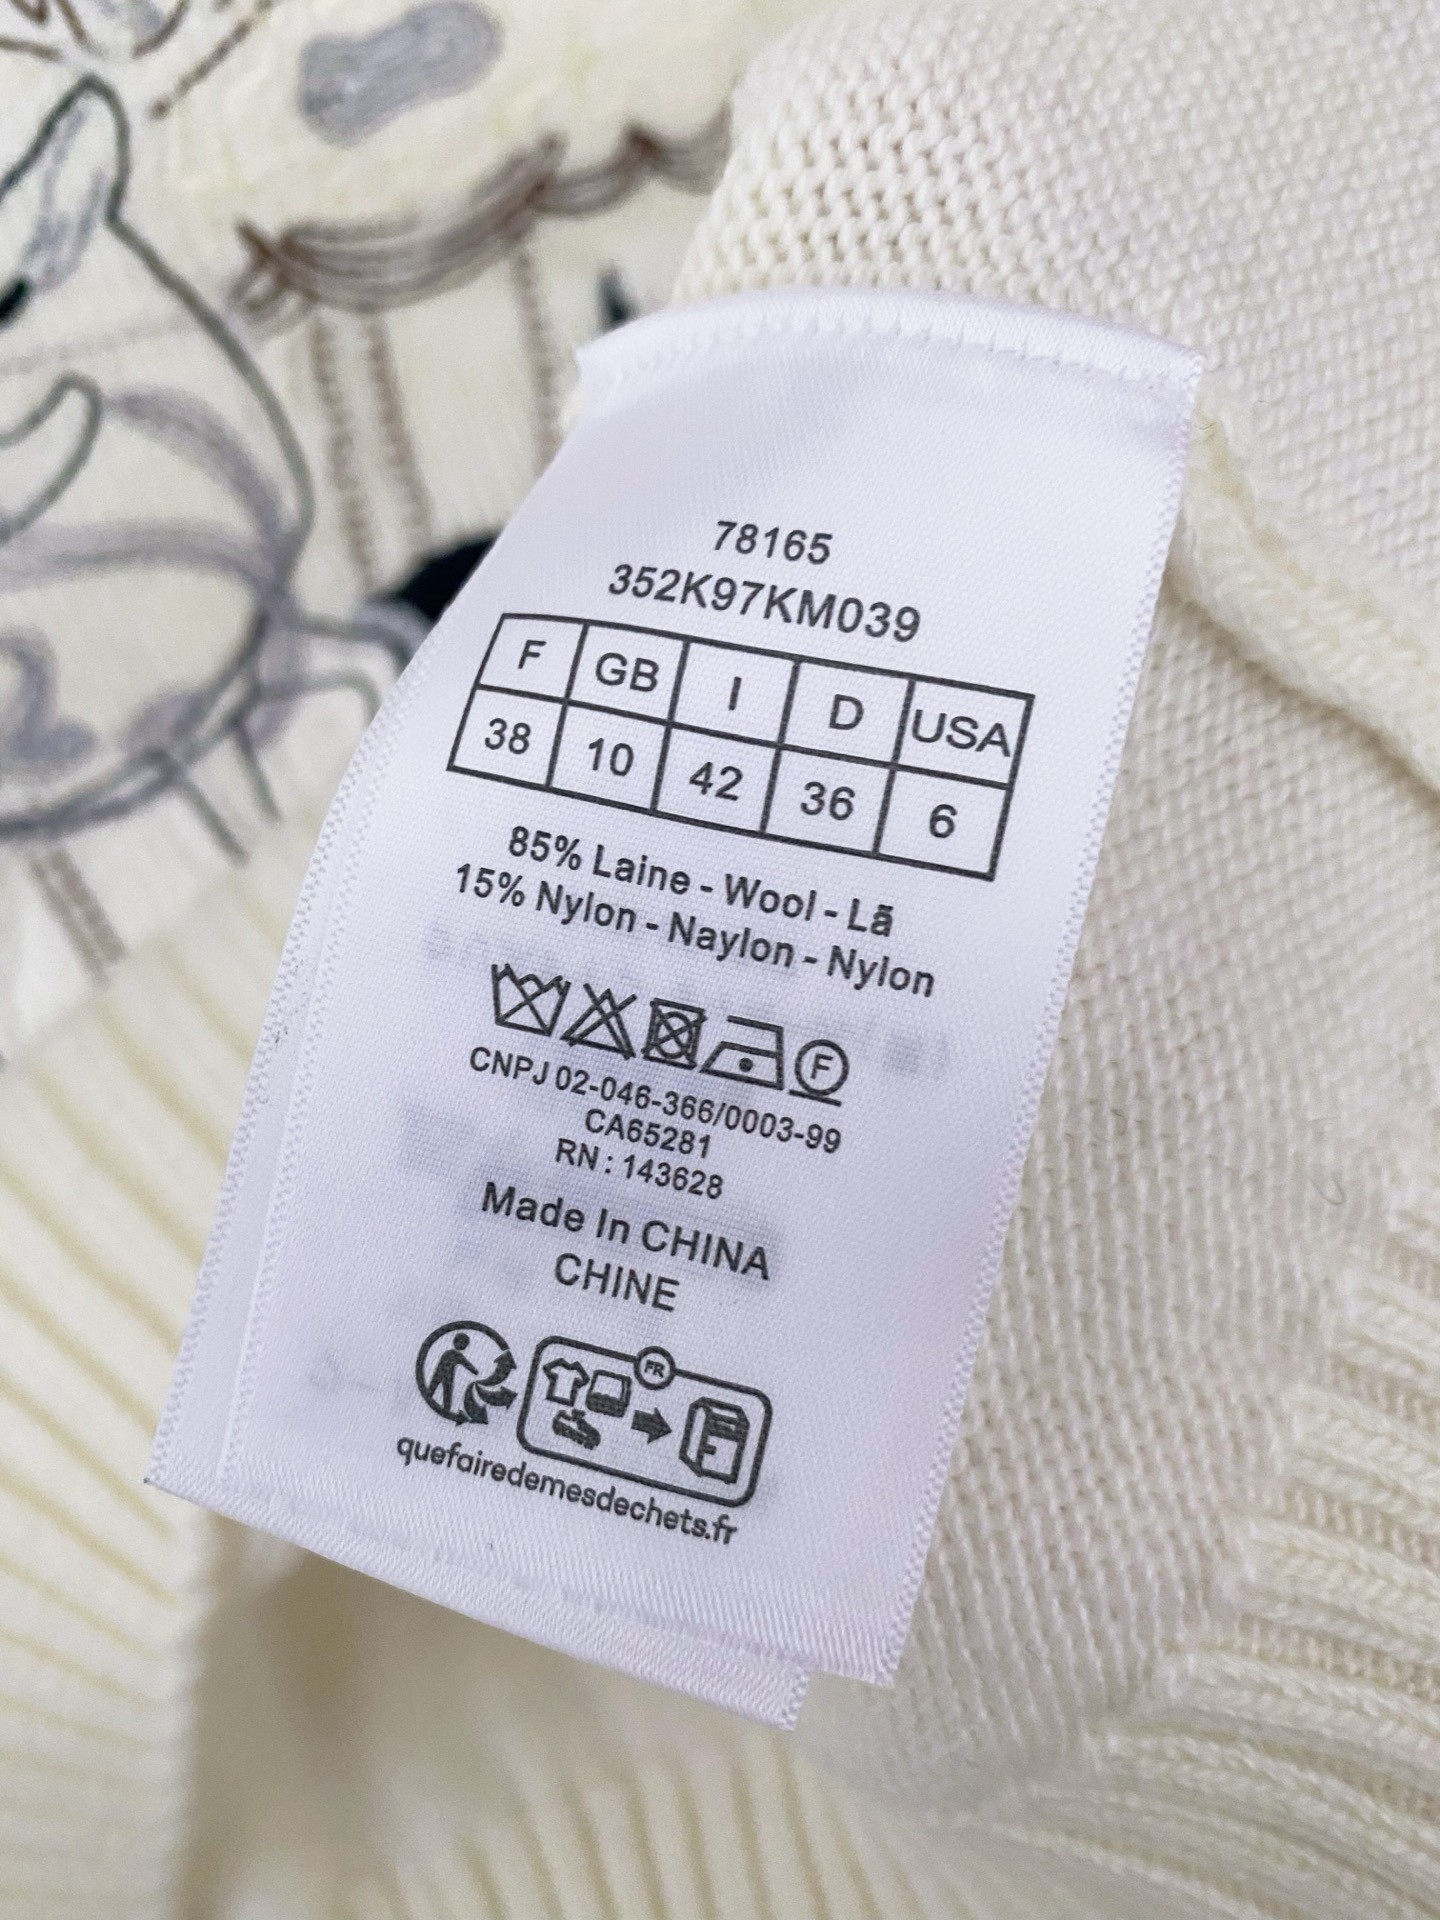 78165
352K97KM039
F GB I D USA
38 10 42 36 6
85% Laine - Wool - Lã
15% Nylon - Naylon - Nylon
F
CNPJ 02-046-366/0003-99
CA65281
RN : 143628
Made In CHINA
CHINE
FR
F
quefairedemesdechets.fr